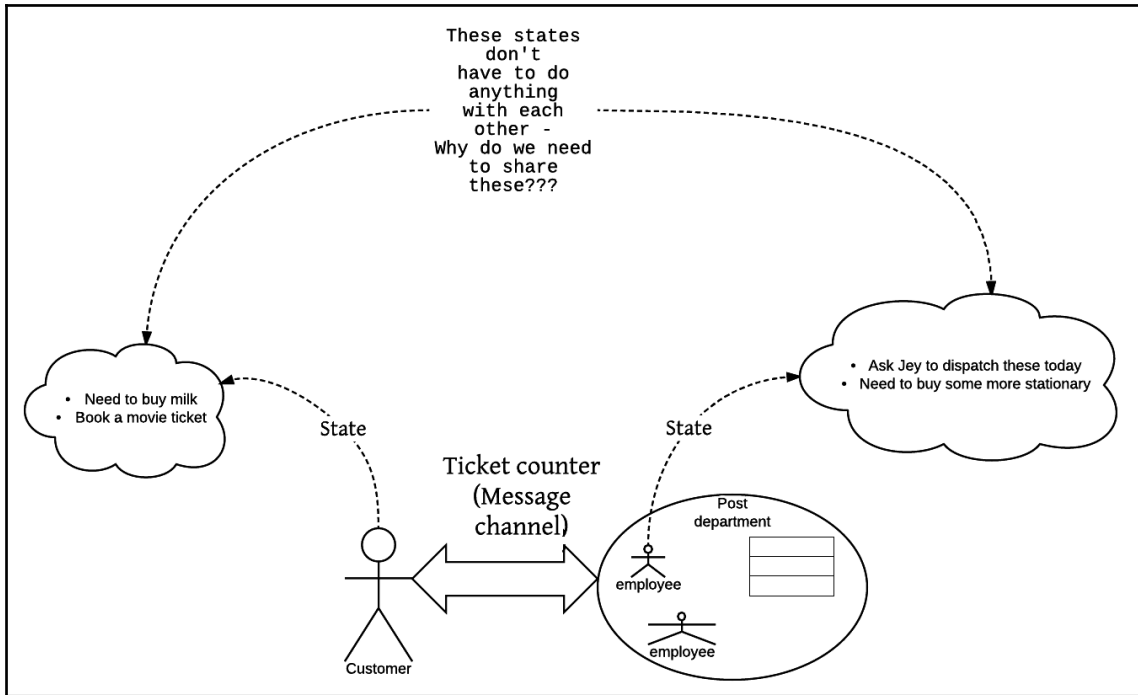 These states
don't
have to do
anything
with each
other -
Why do we need
to share
these???
• Need to buy milk
• Book a movie ticket
• Ask Jey to dispatch these today
• Need to buy some more stationary
State
State
Ticket counter
(Message
channel)
Post
department
employee
employee
Customer